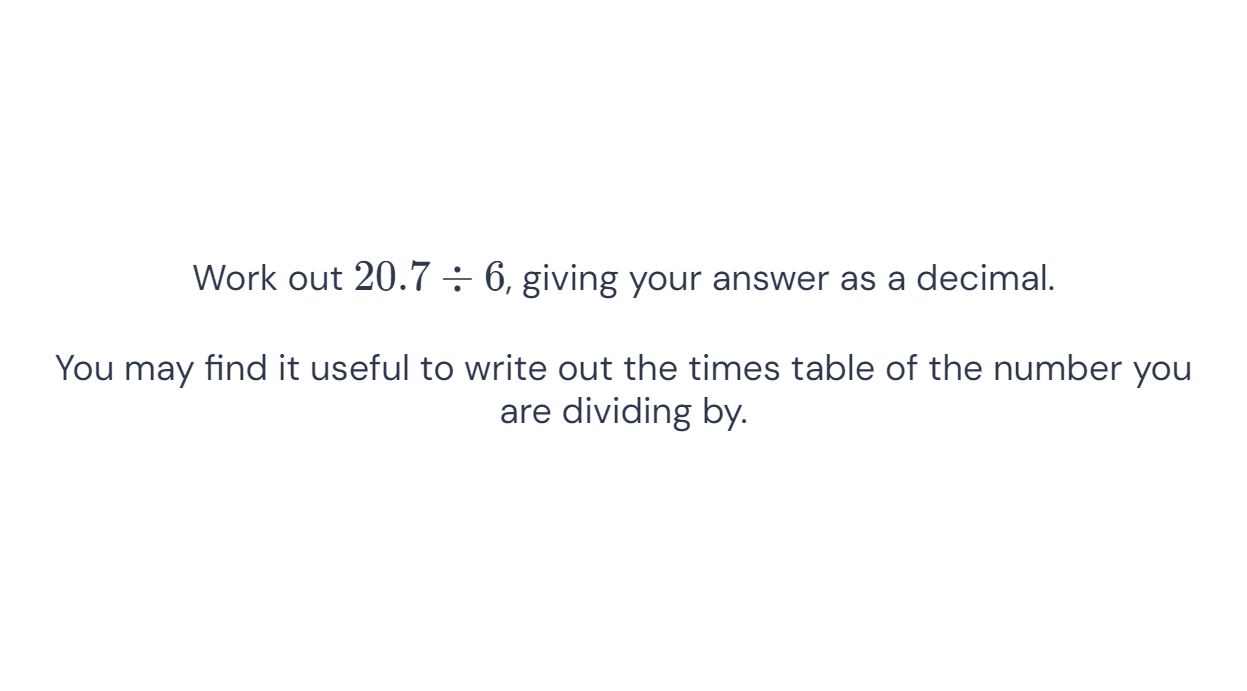 Work out 20.7 ÷ 6, giving your answer as a decimal.
You may find it useful to write out the times table of the number you
are dividing by.